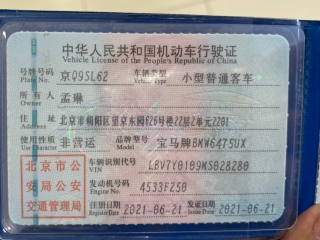 中华人民共和国机动车行驶证
Vehicle License of the People's Republic of China
号牌号码 京Q9SL62 车辆类型 小型普通客车
Plate No. Vehicle Type
所有人 孟琳
Owner
住址 北京市朝阳区望京东园626号楼22层2单元2201
Address
使用性质 非营运 品牌型号 宝马牌BMW6475UX
Use Character Model
北京市公 车辆识别代号 LBV7Y0109MS028280
VIN
安局公安 发动机号码 4533F250
Engine No.
交通管理局 注册日期 2021-06-21 发证日期 2021-06-21
Register Date Issue Date